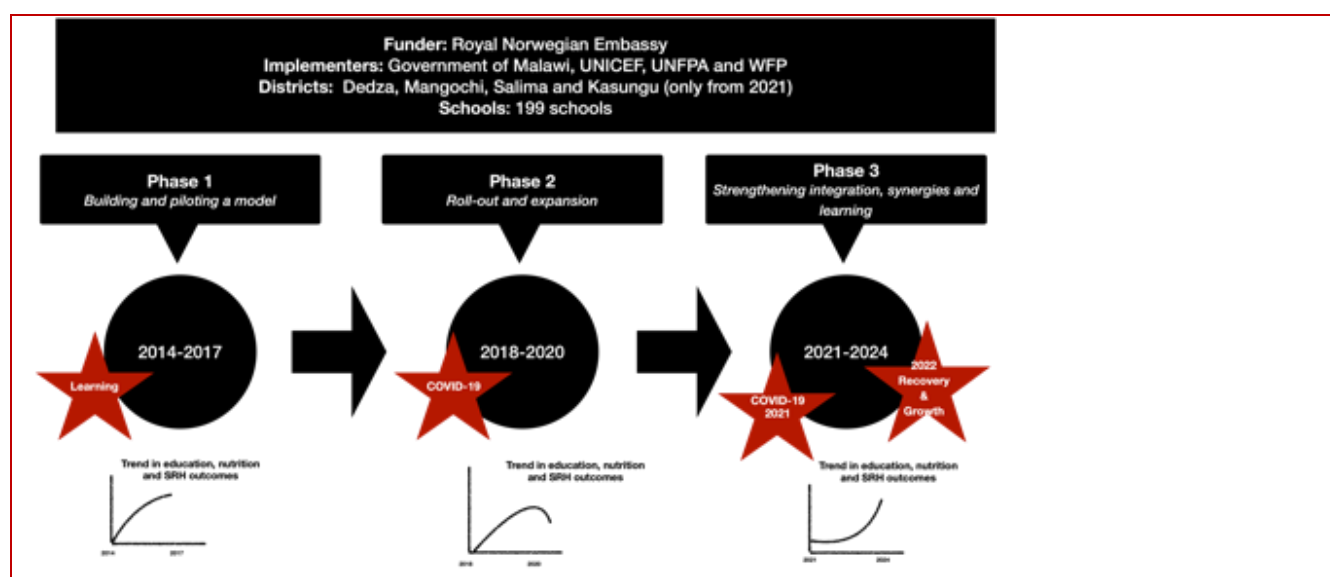 Funder: Royal Norwegian Embassy
Implementers: Government of Malawi, UNICEF, UNFPA and WFP
Districts: Dedza, Mangochi, Salima and Kasungu (only from 2021)
Schools: 199 schools
Phase 1
Building and piloting a model
Phase 2
Roll-out and expansion
Phase 3
Strengthening integration, synergies and
learning
2014-2017
Learning
2018-2020
COVID-19
2021-2024
COVID-19
2021
2022
Recovery
&
Growth
Trend in education, nutrition
and SRH outcomes
2014
2017
Trend in education, nutrition
and SRH outcomes
2018
2020
Trend in education, nutrition
and SRH outcomes
2021
2024